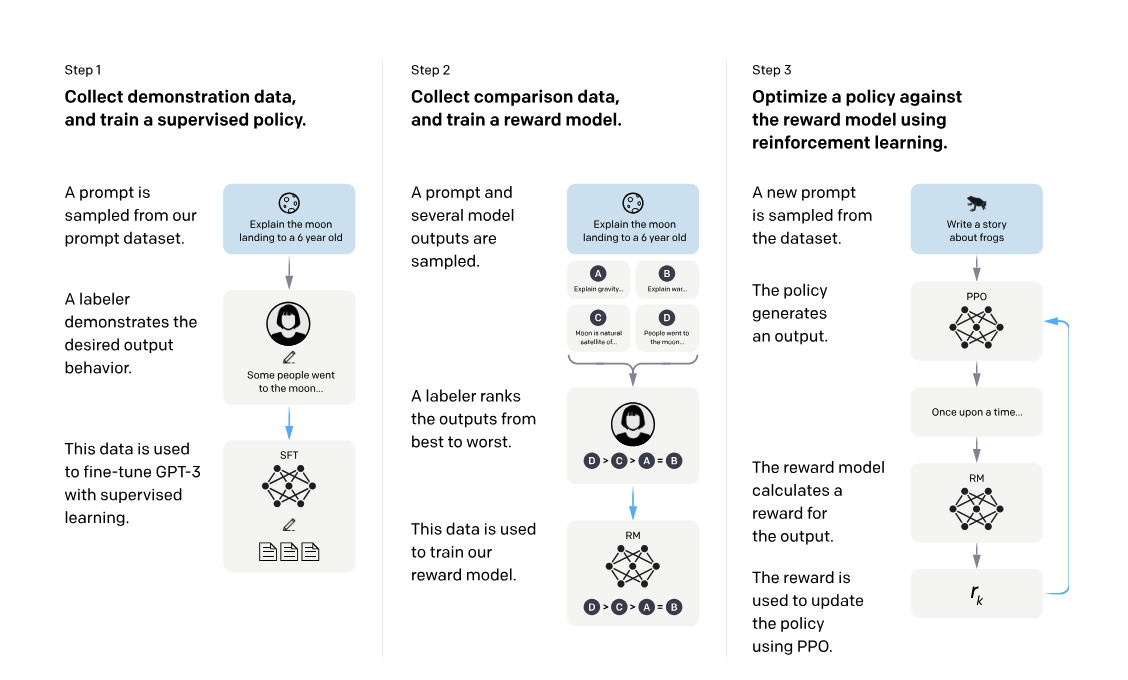 Step 1
Collect demonstration data,
and train a supervised policy.
A prompt is
sampled from our
prompt dataset.
Explain the moon
landing to a 6 year old
A labeler
demonstrates the
desired output
behavior.
Some people went
to the moon...
This data is used
to fine-tune GPT-3
with supervised
learning.
SFT
Step 2
Collect comparison data,
and train a reward model.
A prompt and
several model
outputs are
sampled.
Explain the moon
landing to a 6 year old
A
Explain gravity...
B
Explain war...
C
Moon is natural
satellite of...
D
People went to
the moon...
A labeler ranks
the outputs from
best to worst.
D > C > A = B
This data is used
to train our
reward model.
RM
D > C > A = B
Step 3
Optimize a policy against
the reward model using
reinforcement learning.
A new prompt
is sampled from
the dataset.
Write a story
about frogs
The policy
generates
an output.
PPO
Once upon a time...
The reward model
calculates a
reward for
the output.
RM
The reward is
used to update
the policy
using PPO.
rk